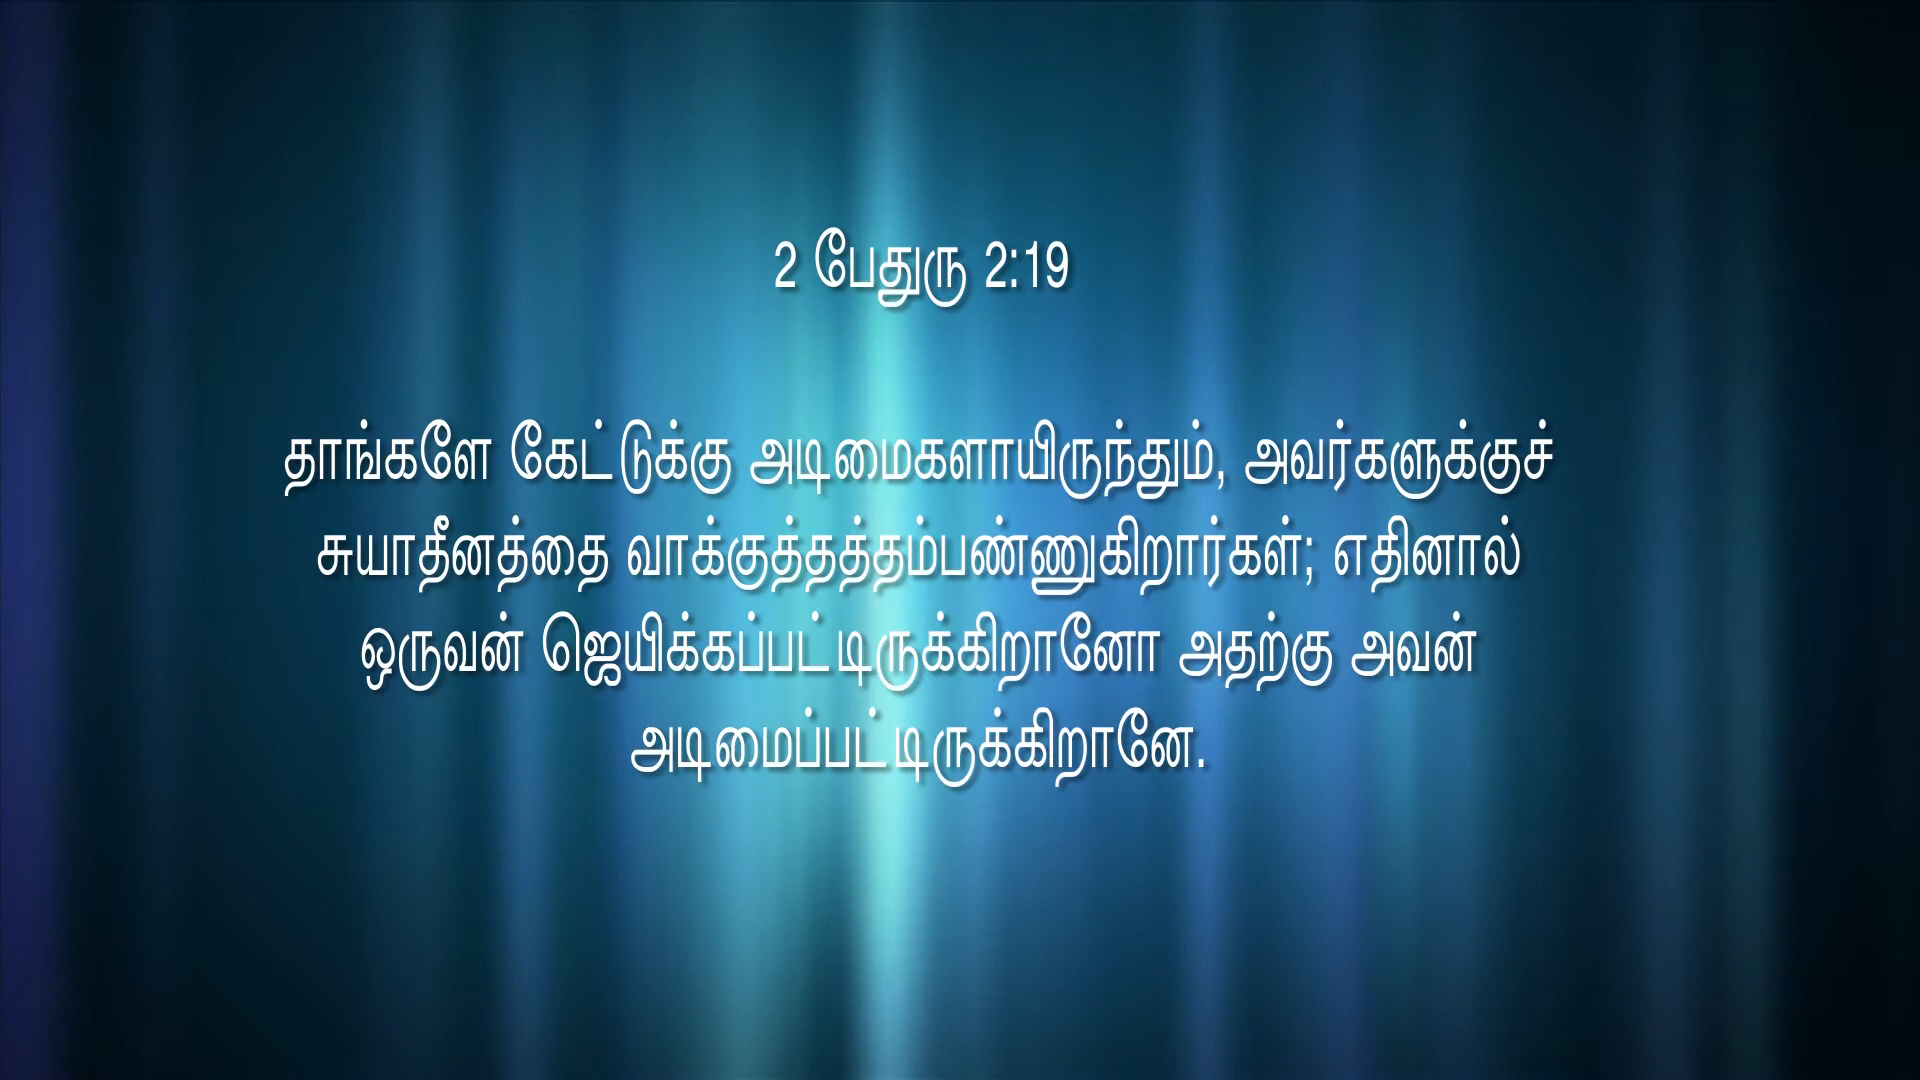 2 பேதுரு 2:19
தாங்களே கேட்டுக்கு அடிமைகளாயிருந்தும், அவர்களுக்குச்
சுயாதீனத்தை வாக்குத்தத்தம்பண்ணுகிறார்கள்; எதினால்
ஒருவன் ஜெயிக்கப்பட்டிருக்கிறானோ அதற்கு அவன்
அடிமைப்பட்டிருக்கிறானே.